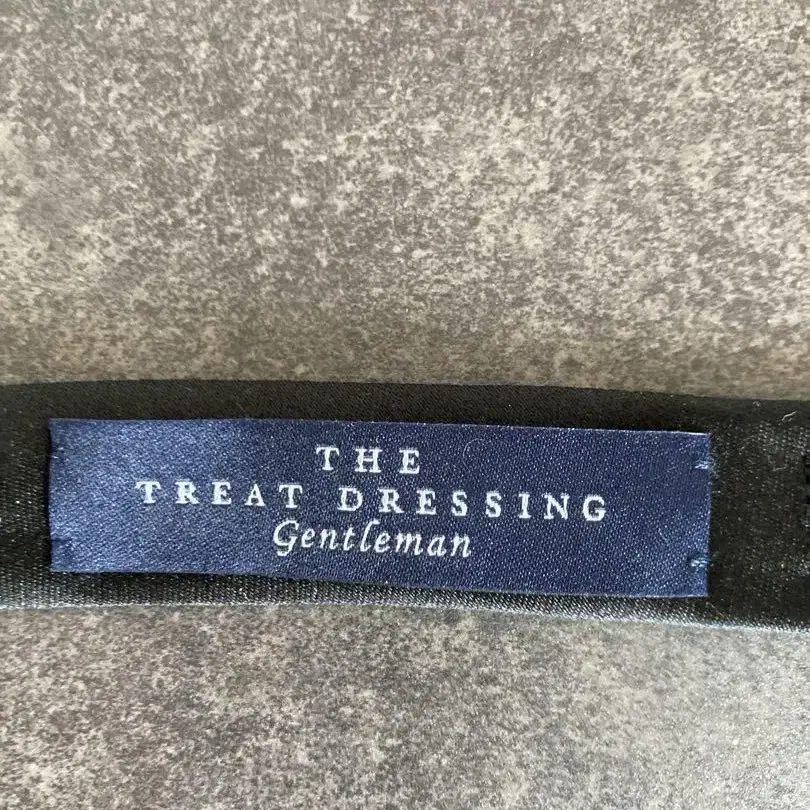 THE
TREAT DRESSING
Gentleman